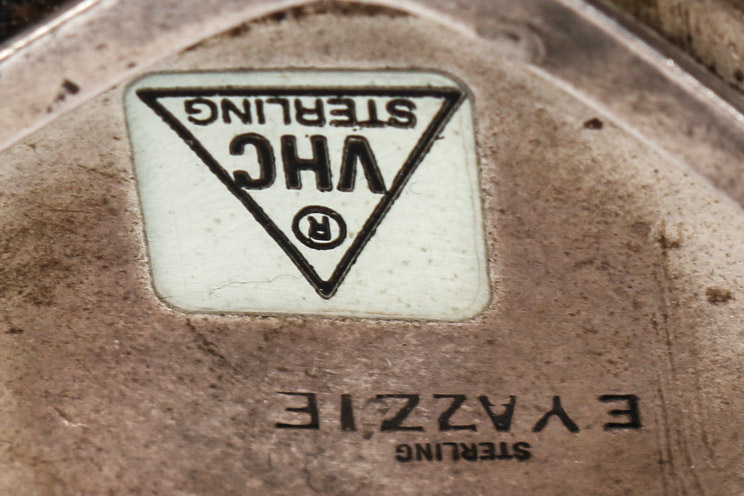 STERLING
E YAZZIE
®
VHC
STERLING